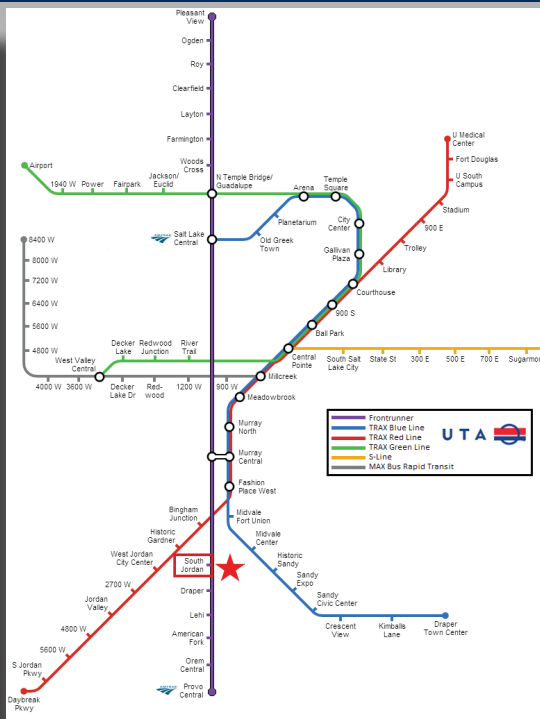 Pleasant
View
Ogden
Roy
Clearfield
Layton
Farmington
Woods
Cross
U Medical
Center
Fort Douglas
U South
Campus
Stadium
900 E
Trolley
Library
Airport
1940 W
Power
Fairpark
Jackson/
Euclid
N Temple Bridge/
Guadalupe
Arena
Temple
Square
Planetarium
City
Center
Salt Lake
Central
Old Greek
Town
Gallivan
Plaza
Courthouse
900 S
Ball Park
8400 W
8000 W
7200 W
6400 W
5600 W
4800 W
West Valley
Central
Decker
Lake
Redwood
Junction
River
Trail
Central
Pointe
South Salt
Lake City
State St
300 E
500 E
700 E
Sugarmo
4000 W
3600 W
Decker
Lake Dr
Red-
wood
1200 W
900 W
Millcreek
Meadowbrook
Murray
North
Murray
Central
Fashion
Place West
Frontrunner
TRAX Blue Line
TRAX Red Line
TRAX Green Line
S-Line
MAX Bus Rapid Transit
UTA
Bingham
Junction
Historic
Gardner
West Jordan
City Center
2700 W
Jordan
Valley
4800 W
5600 W
S Jordan
Pkwy
Daybreak
Pkwy
Midvale
Fort Union
Midvale
Center
Historic
Sandy
Sandy
Expo
Sandy
Civic Center
Crescent
View
Kimballs
Lane
Draper
Town Center
South
Jordan
Draper
Lehi
American
Fork
Orem
Central
Provo
Central